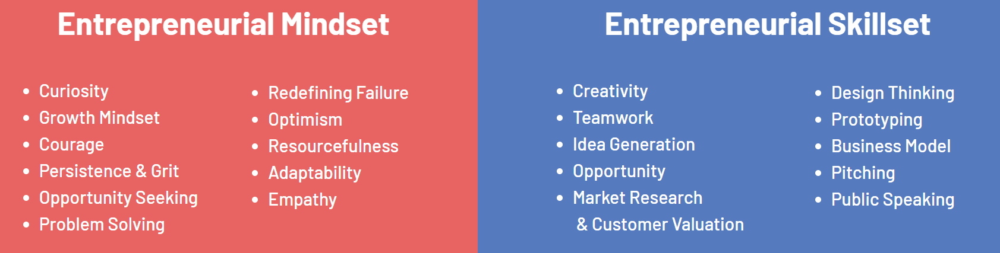 Entrepreneurial Mindset
• Curiosity
• Growth Mindset
• Courage
• Persistence & Grit
• Opportunity Seeking
• Problem Solving
• Redefining Failure
• Optimism
• Resourcefulness
• Adaptability
• Empathy
Entrepreneurial Skillset
• Creativity
• Teamwork
• Idea Generation
• Opportunity
• Market Research
& Customer Valuation
• Design Thinking
• Prototyping
• Business Model
• Pitching
• Public Speaking